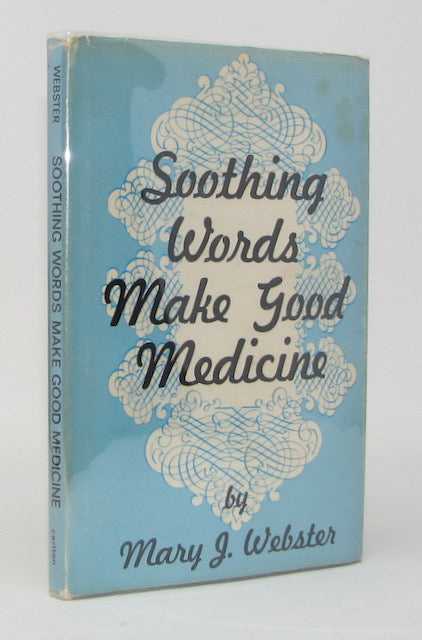 WEBSTER
SOOTHING WORDS MAKE GOOD MEDICINE
carlton
Soothing
Words
Make Good
Medicine
by
Mary J. Webster